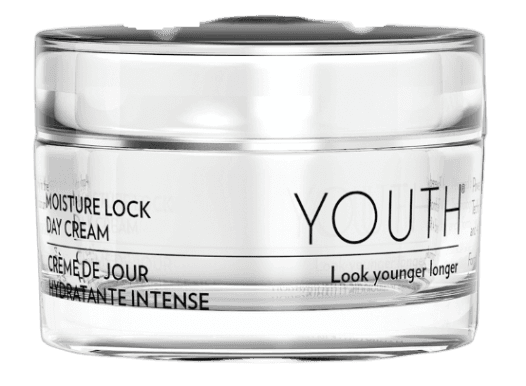 MOISTURE LOCK
DAY CREAM
CRÈME DE JOUR
HYDRATANTE INTENSE
YOUTH®
Look younger longer